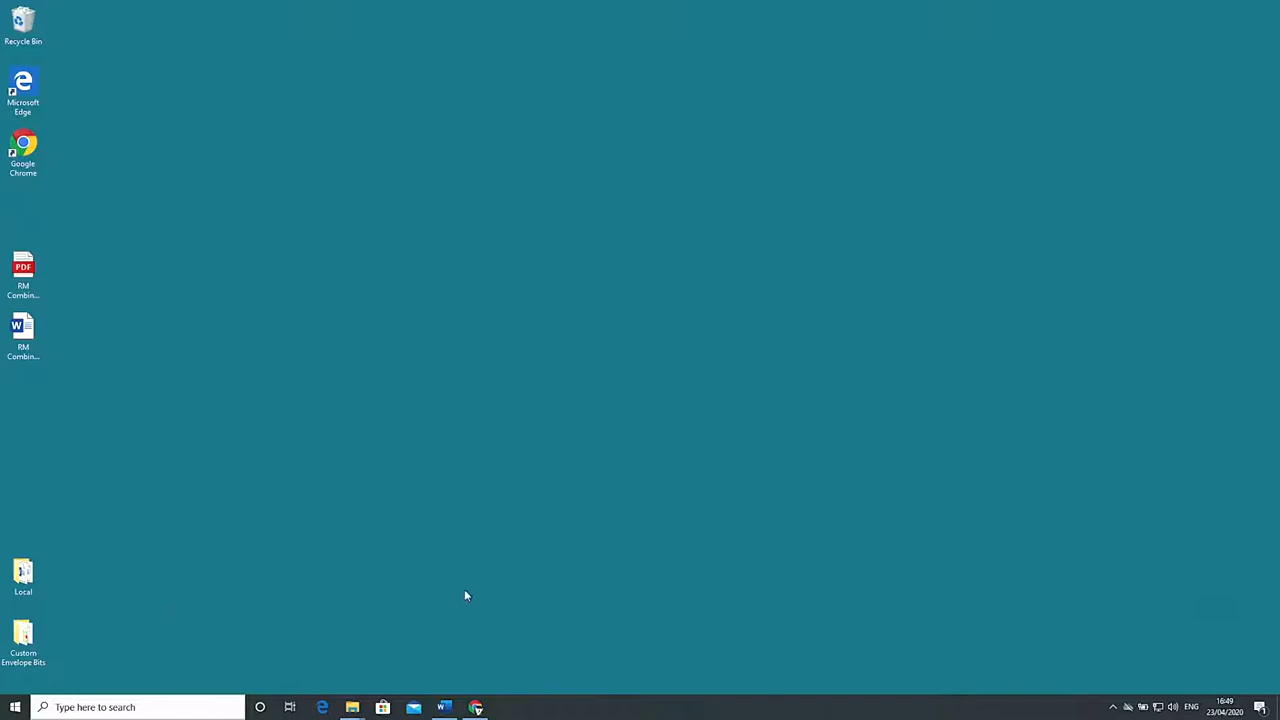 Recycle Bin
Microsoft
Edge
Google
Chrome
PDF
RM
Combin...
W
RM
Combin...
Local
Custom
Envelope Bits
Type here to search
ENG
16:49
23/04/2020
1